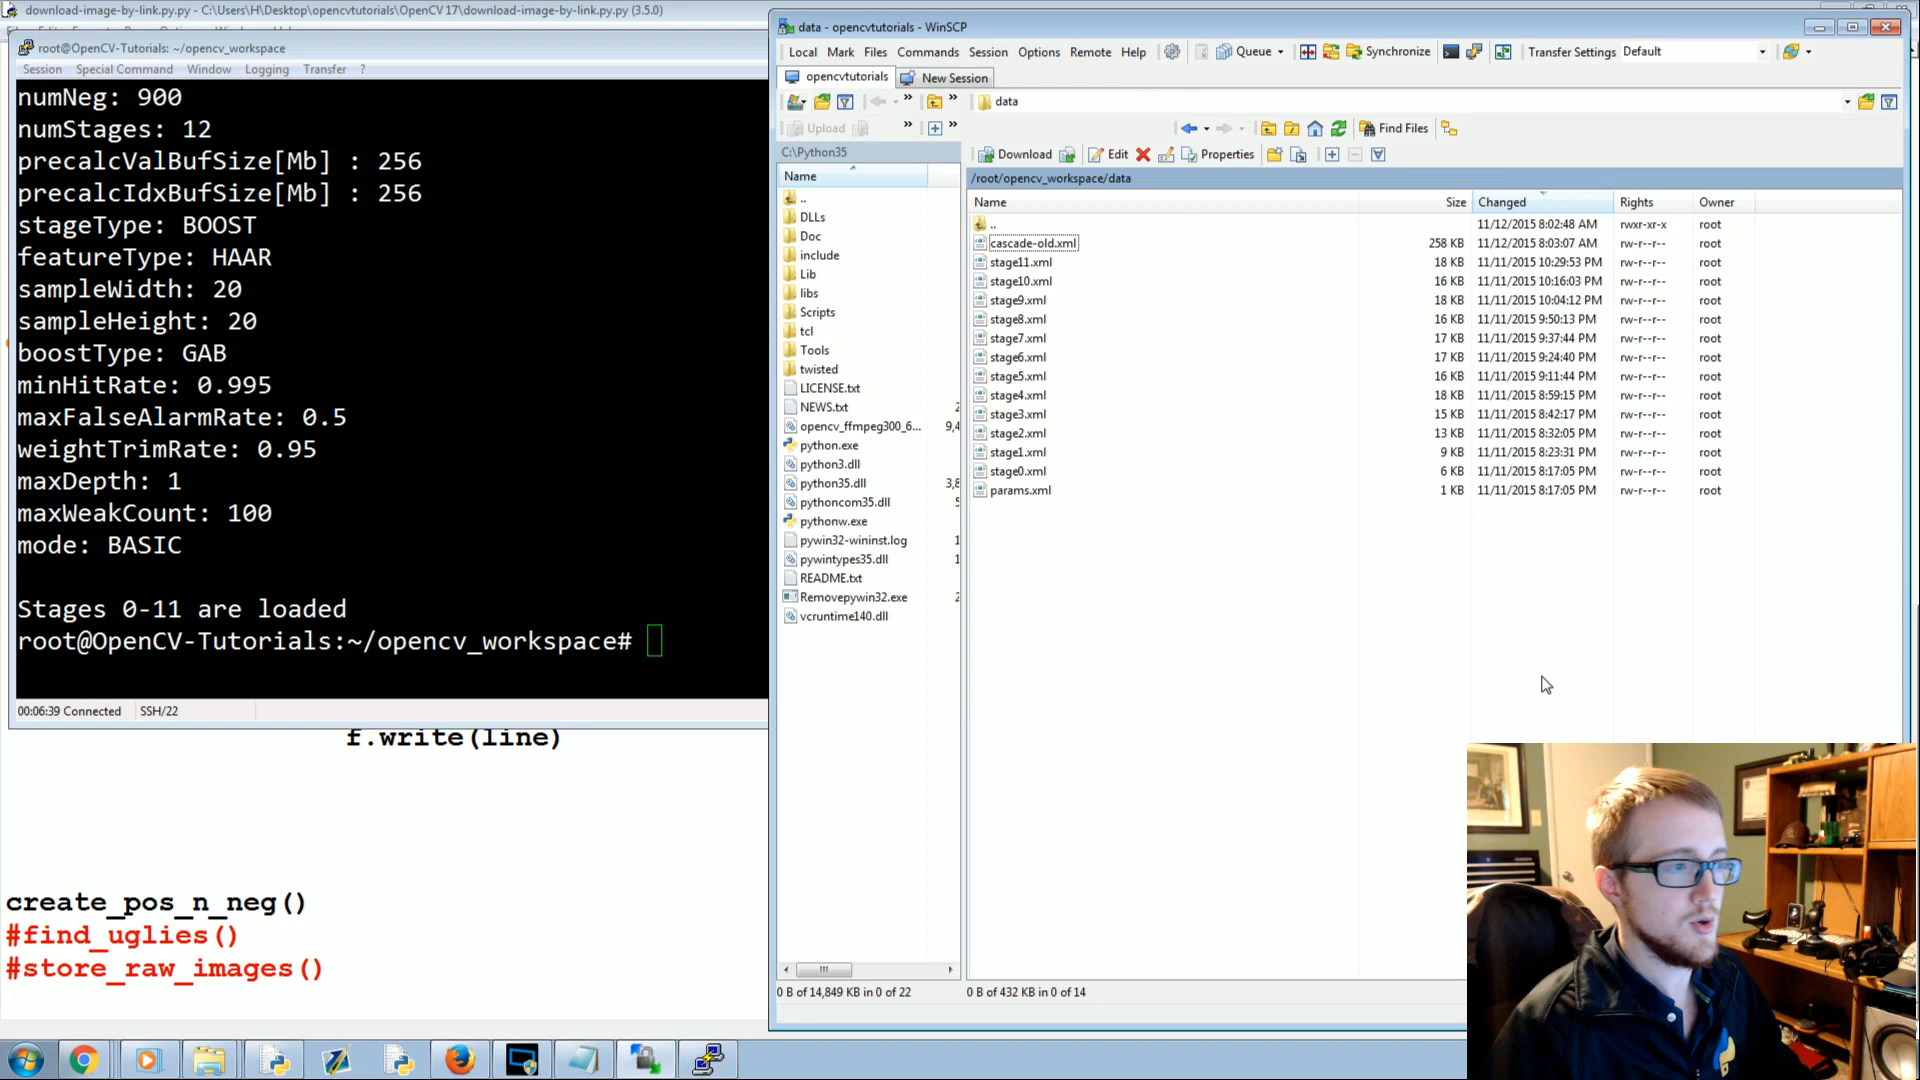 download-image-by-link.py.py - C:\Users\H\Desktop\opencvtutorials\OpenCV 17\download-image-by-link.py.py (3.5.0)
root@OpenCV-Tutorials: ~/opencv_workspace
Session Special Command Window Logging Transfer ?
numNeg: 900
numStages: 12
precalcValBufSize[Mb] : 256
precalcIdxBufSize[Mb] : 256
stageType: BOOST
featureType: HAAR
sampleWidth: 20
sampleHeight: 20
boostType: GAB
minHitRate: 0.995
maxFalseAlarmRate: 0.5
weightTrimRate: 0.95
maxDepth: 1
maxWeakCount: 100
mode: BASIC
Stages 0-11 are loaded
root@OpenCV-Tutorials:~/opencv_workspace#
00:06:39 Connected SSH/22
f.write(line)
create_pos_n_neg()
#find_uglies()
#store_raw_images()
data - opencvtutorials - WinSCP
Local Mark Files Commands Session Options Remote Help Queue Synchronize Transfer Settings Default
opencvtutorials New Session
data
Upload Find Files
Download Edit Properties
C:\Python35
Name
..
DLLs
Doc
include
Lib
libs
Scripts
tcl
Tools
twisted
LICENSE.txt
NEWS.txt 2
opencv_ffmpeg300_6... 9,4
python.exe
python3.dll
python35.dll 3,8
pythoncom35.dll 5
pythonw.exe
pywin32-wininst.log 1
pywintypes35.dll 1
README.txt
Removepywin32.exe 2
vcruntime140.dll
0 B of 14,849 KB in 0 of 22
/root/opencv_workspace/data
Name Size Changed Rights Owner
.. 11/12/2015 8:02:48 AM rwxr-xr-x root
cascade-old.xml 258 KB 11/12/2015 8:03:07 AM rw-r--r-- root
stage11.xml 18 KB 11/11/2015 10:29:53 PM rw-r--r-- root
stage10.xml 16 KB 11/11/2015 10:16:03 PM rw-r--r-- root
stage9.xml 18 KB 11/11/2015 10:04:12 PM rw-r--r-- root
stage8.xml 16 KB 11/11/2015 9:50:13 PM rw-r--r-- root
stage7.xml 17 KB 11/11/2015 9:37:44 PM rw-r--r-- root
stage6.xml 17 KB 11/11/2015 9:24:40 PM rw-r--r-- root
stage5.xml 16 KB 11/11/2015 9:11:44 PM rw-r--r-- root
stage4.xml 18 KB 11/11/2015 8:59:15 PM rw-r--r-- root
stage3.xml 15 KB 11/11/2015 8:42:17 PM rw-r--r-- root
stage2.xml 13 KB 11/11/2015 8:32:05 PM rw-r--r-- root
stage1.xml 9 KB 11/11/2015 8:23:31 PM rw-r--r-- root
stage0.xml 6 KB 11/11/2015 8:17:05 PM rw-r--r-- root
params.xml 1 KB 11/11/2015 8:17:05 PM rw-r--r-- root
0 B of 432 KB in 0 of 14